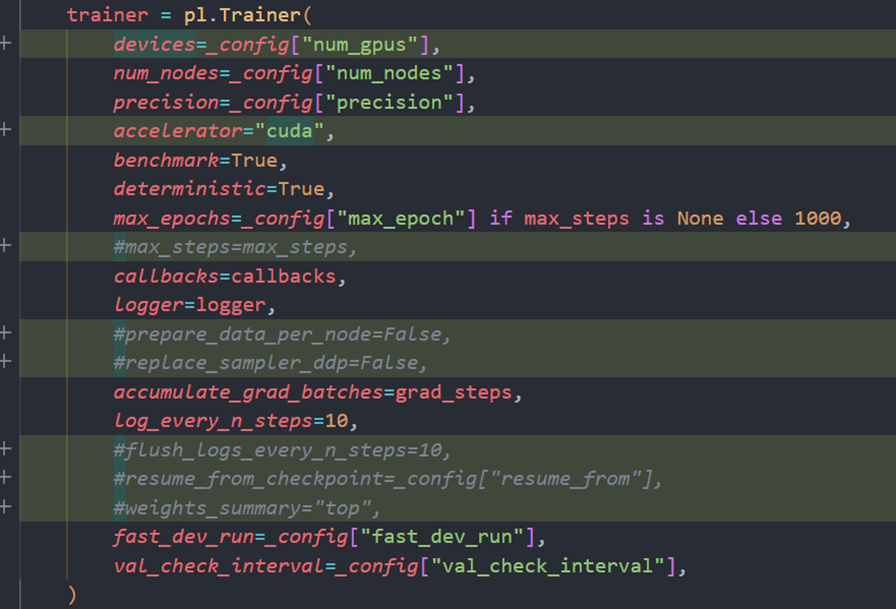 trainer = pl.Trainer(
devices=_config["num_gpus"],
num_nodes=_config["num_nodes"],
precision=_config["precision"],
accelerator="cuda",
benchmark=True,
deterministic=True,
max_epochs=_config["max_epoch"] if max_steps is None else 1000,
#max_steps=max_steps,
callbacks=callbacks,
logger=logger,
#prepare_data_per_node=False,
#replace_sampler_ddp=False,
accumulate_grad_batches=grad_steps,
log_every_n_steps=10,
#flush_logs_every_n_steps=10,
#resume_from_checkpoint=_config["resume_from"],
#weights_summary="top",
fast_dev_run=_config["fast_dev_run"],
val_check_interval=_config["val_check_interval"],
)